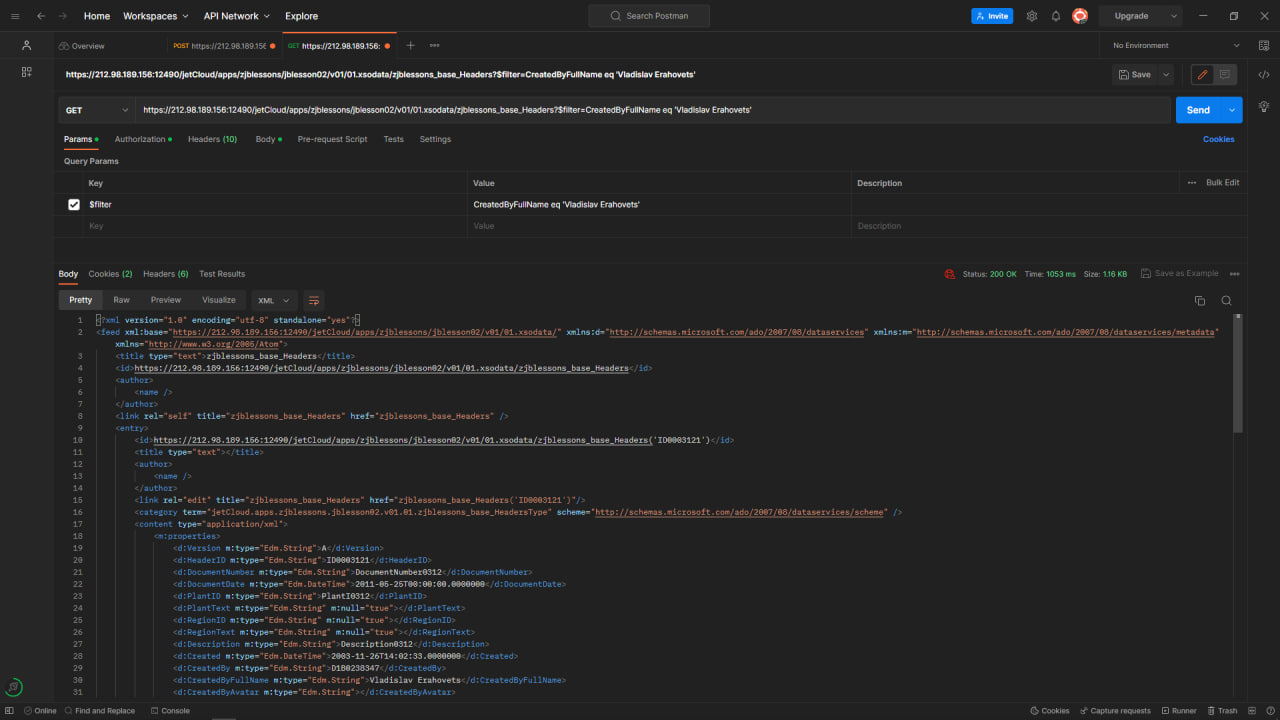 Home Workspaces API Network Explore Search Postman Invite Upgrade
Overview POST https://212.98.189.156: GET https://212.98.189.156: No Environment
https://212.98.189.156:12490/jetCloud/apps/zjblessons/jblesson02/v01/01.xsodata/zjblessons_base_Headers?$filter=CreatedByFullName eq 'Vladislav Erahovets' Save
GET https://212.98.189.156:12490/jetCloud/apps/zjblessons/jblesson02/v01/01.xsodata/zjblessons_base_Headers?$filter=CreatedByFullName eq 'Vladislav Erahovets' Send
Params Authorization Headers (10) Body Pre-request Script Tests Settings Cookies
Query Params
Key Value Description Bulk Edit
$filter CreatedByFullName eq 'Vladislav Erahovets'
Key Value Description
Body Cookies (2) Headers (6) Test Results Status: 200 OK Time: 1053 ms Size: 1.16 KB Save as Example
Pretty Raw Preview Visualize XML
1 <?xml version="1.0" encoding="utf-8" standalone="yes"?>
2 <feed xml:base="https://212.98.189.156:12490/jetCloud/apps/zjblessons/jblesson02/v01/01.xsodata/" xmlns:d="http://schemas.microsoft.com/ado/2007/08/dataservices" xmlns:m="http://schemas.microsoft.com/ado/2007/08/dataservices/metadata"
xmlns="http://www.w3.org/2005/Atom">
3 <title type="text">zjblessons_base_Headers</title>
4 <id>https://212.98.189.156:12490/jetCloud/apps/zjblessons/jblesson02/v01/01.xsodata/zjblessons_base_Headers</id>
5 <author>
6 <name />
7 </author>
8 <link rel="self" title="zjblessons_base_Headers" href="zjblessons_base_Headers" />
9 <entry>
10 <id>https://212.98.189.156:12490/jetCloud/apps/zjblessons/jblesson02/v01/01.xsodata/zjblessons_base_Headers('ID0003121')</id>
11 <title type="text"></title>
12 <author>
13 <name />
14 </author>
15 <link rel="edit" title="zjblessons_base_Headers" href="zjblessons_base_Headers('ID0003121')"/>
16 <category term="jetCloud.apps.zjblessons.jblesson02.v01.01.zjblessons_base_HeadersType" scheme="http://schemas.microsoft.com/ado/2007/08/dataservices/scheme" />
17 <content type="application/xml">
18 <m:properties>
19 <d:Version m:type="Edm.String">A</d:Version>
20 <d:HeaderID m:type="Edm.String">ID0003121</d:HeaderID>
21 <d:DocumentNumber m:type="Edm.String">DocumentNumber0312</d:DocumentNumber>
22 <d:DocumentDate m:type="Edm.DateTime">2011-05-25T00:00:00.0000000</d:DocumentDate>
23 <d:PlantID m:type="Edm.String">PlantI0312</d:PlantID>
24 <d:PlantText m:type="Edm.String" m:null="true"></d:PlantText>
25 <d:RegionID m:type="Edm.String" m:null="true"></d:RegionID>
26 <d:RegionText m:type="Edm.String" m:null="true"></d:RegionText>
27 <d:Description m:type="Edm.String">Description0312</d:Description>
28 <d:Created m:type="Edm.DateTime">2003-11-26T14:02:33.0000000</d:Created>
29 <d:CreatedBy m:type="Edm.String">D1B0238347</d:CreatedBy>
30 <d:CreatedByFullName m:type="Edm.String">Vladislav Erahovets</d:CreatedByFullName>
31 <d:CreatedByAvatar m:type="Edm.String"></d:CreatedByAvatar>
Online Find and Replace Console Cookies Capture requests Runner Trash